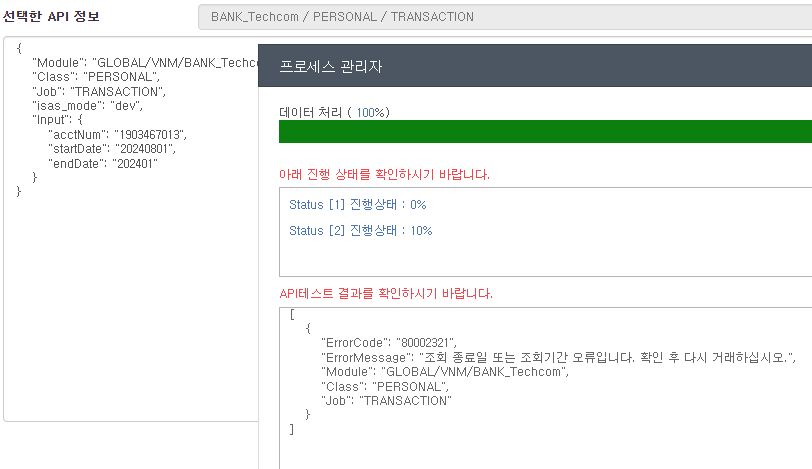 선택한 API 정보
BANK_Techcom / PERSONAL / TRANSACTION
{
"Module": "GLOBAL/VNM/BANK_Techco
"Class": "PERSONAL",
"Job": "TRANSACTION",
"isas_mode": "dev",
"Input": {
"acctNum": "1903467013",
"startDate": "20240801",
"endDate": "202401"
}
}
프로세스 관리자
데이터 처리 ( 100%)
아래 진행 상태를 확인하시기 바랍니다.
Status [1] 진행상태 : 0%
Status [2] 진행상태 : 10%
API테스트 결과를 확인하시기 바랍니다.
[
{
"ErrorCode": "80002321",
"ErrorMessage": "조회 종료일 또는 조회기간 오류입니다. 확인 후 다시 거래하십시오.",
"Module": "GLOBAL/VNM/BANK_Techcom",
"Class": "PERSONAL",
"Job": "TRANSACTION"
}
]